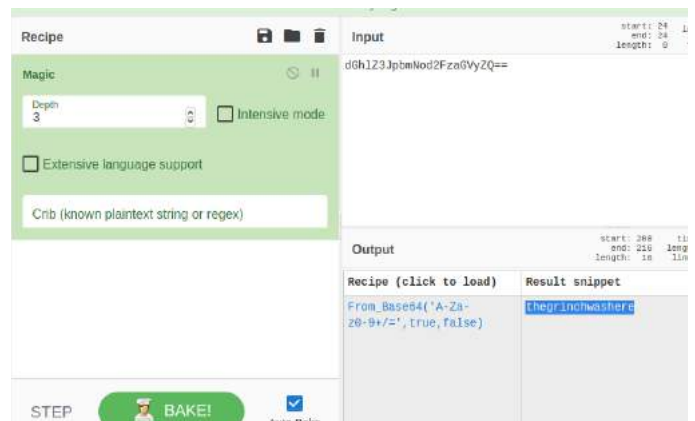 Recipe
Magic
Depth
3
Intensive mode
Extensive language support
Crib (known plaintext string or regex)
STEP
BAKE!
Input
start: 24
end: 24
length: 0
dGhlZ3JpbmNod2FzaGVyZQ==
Output
start: 200
end: 216
length: 16
Recipe (click to load)
Result snippet
From_Base64('A-Za-
z0-9+/=',true,false)
thegrinchwashere